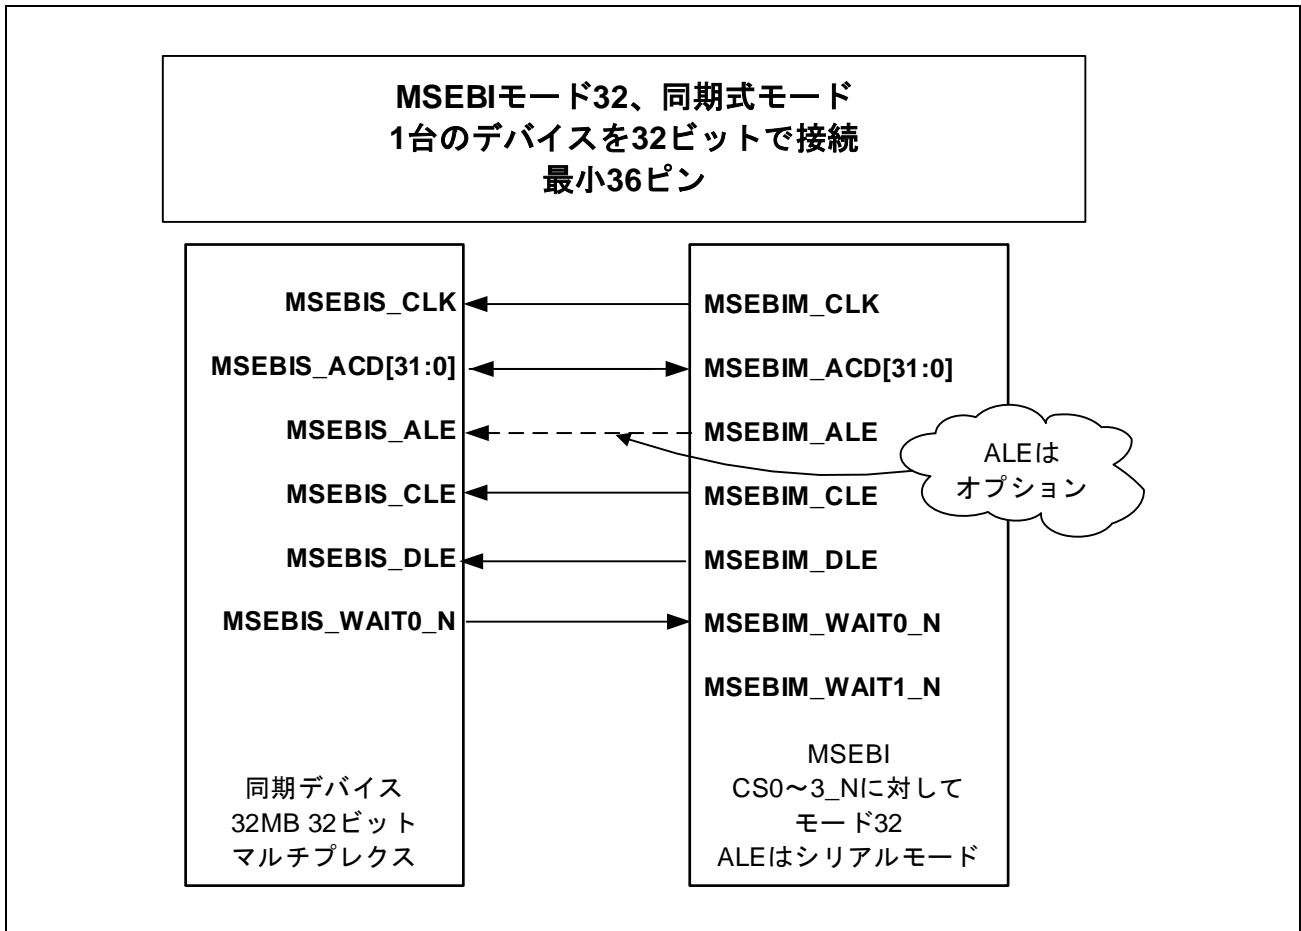 MSEBIモード32、同期式モード
1台のデバイスを32ビットで接続
最小36ピン
MSEBIS_CLK
MSEBIS_ACD[31:0]
MSEBIS_ALE
MSEBIS_CLE
MSEBIS_DLE
MSEBIS_WAIT0_N
同期デバイス
32MB 32ビット
マルチプレクス
MSEBIM_CLK
MSEBIM_ACD[31:0]
MSEBIM_ALE
MSEBIM_CLE
MSEBIM_DLE
MSEBIM_WAIT0_N
MSEBIM_WAIT1_N
MSEBI
CS0～3_Nに対して
モード32
ALEはシリアルモード
ALEは
オプション